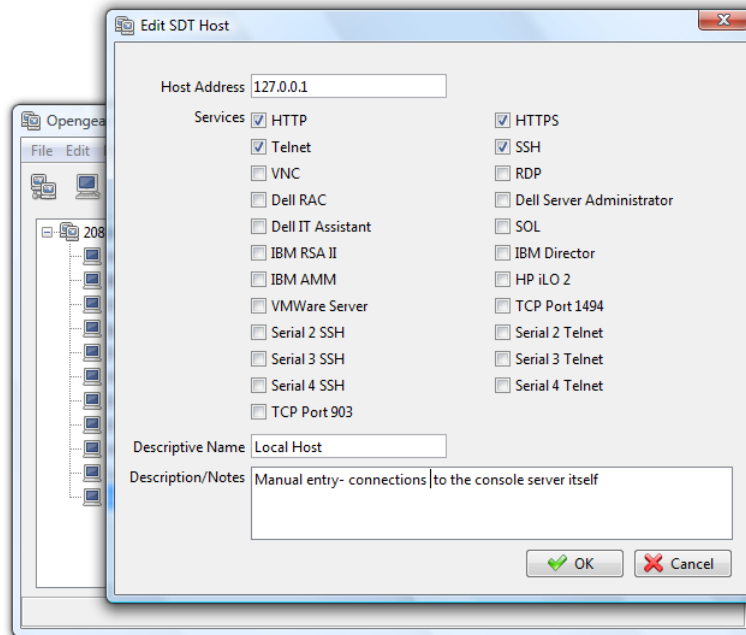 Edit SDT Host
Host Address 127.0.0.1
Services HTTP HTTPS
Telnet SSH
VNC RDP
Dell RAC Dell Server Administrator
Dell IT Assistant SOL
IBM RSA II IBM Director
IBM AMM HP iLO 2
VMWare Server TCP Port 1494
Serial 2 SSH Serial 2 Telnet
Serial 3 SSH Serial 3 Telnet
Serial 4 SSH Serial 4 Telnet
TCP Port 903
Descriptive Name Local Host
Description/Notes Manual entry- connections to the console server itself
OK Cancel
Opengea
File Edit
208